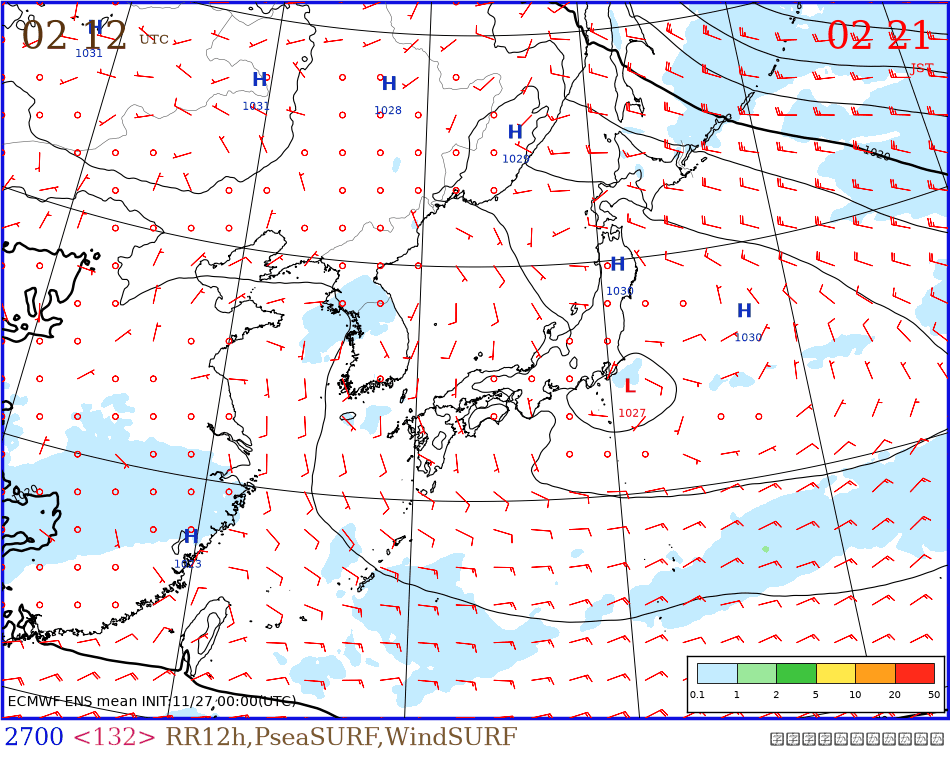 02 12 UTC
02 21
JST
H
1031
H
1031
H
1028
H
1029
1020
H
1030
H
1030
L
1027
1020
H
ECMWF ENS mean INIT:11/27,00:00(UTC)
0.1 1 2 5 10 20 50
2700 <132> RR12h,PseaSURF,WindSURF